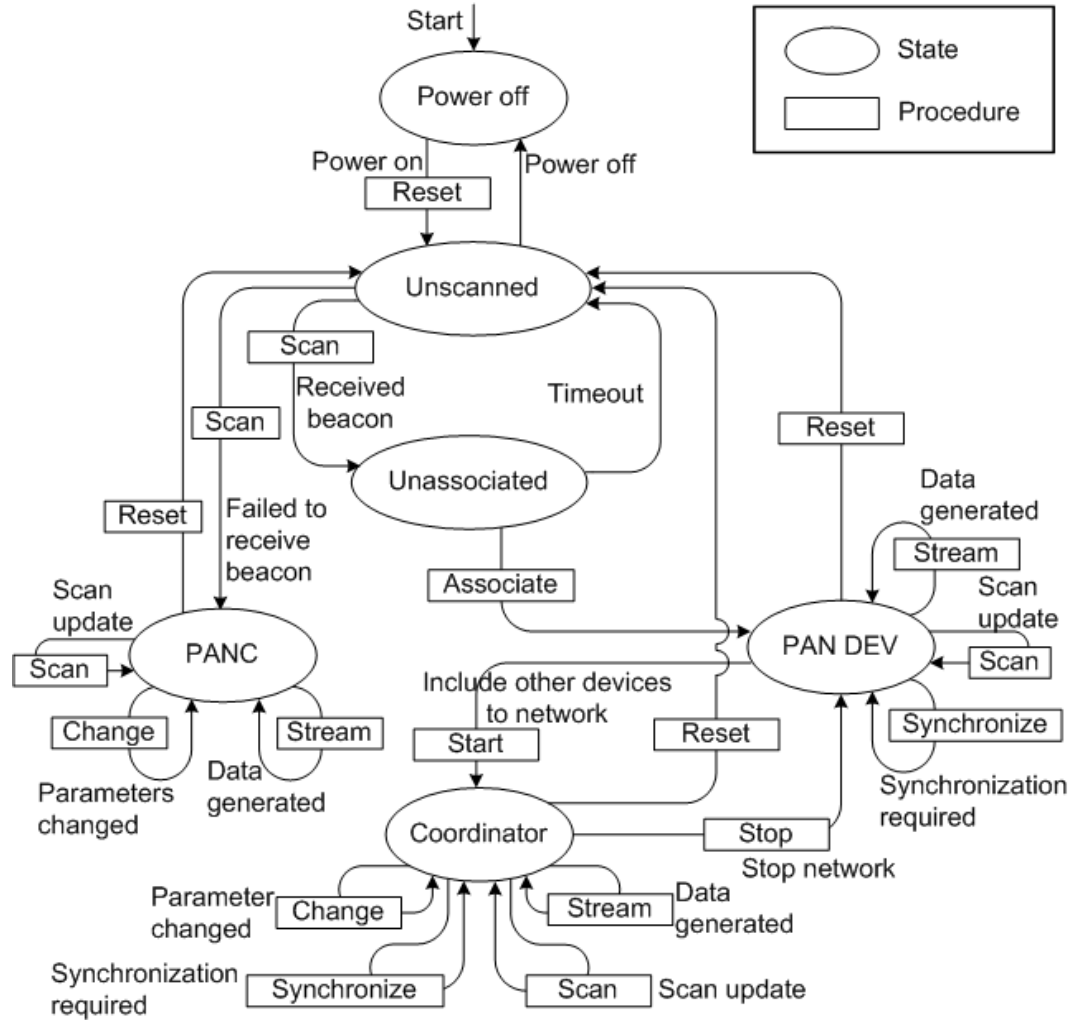 Start
State
Power off
Procedure
Power on
Power off
Reset
Unscanned
Scan
Received
beacon
Timeout
Scan
Reset
Unassociated
Data
generated
Reset
Failed to
receive
beacon
Stream
Associate
Scan
update
Scan
update
PANC
PAN DEV
Scan
Scan
Include other devices
to network
Change
Stream
Start
Reset
Synchronize
Parameters
changed
Data
generated
Synchronization
required
Coordinator
Stop
Stop network
Parameter
changed
Change
Stream
Data
generated
Synchronization
required
Synchronize
Scan
Scan update